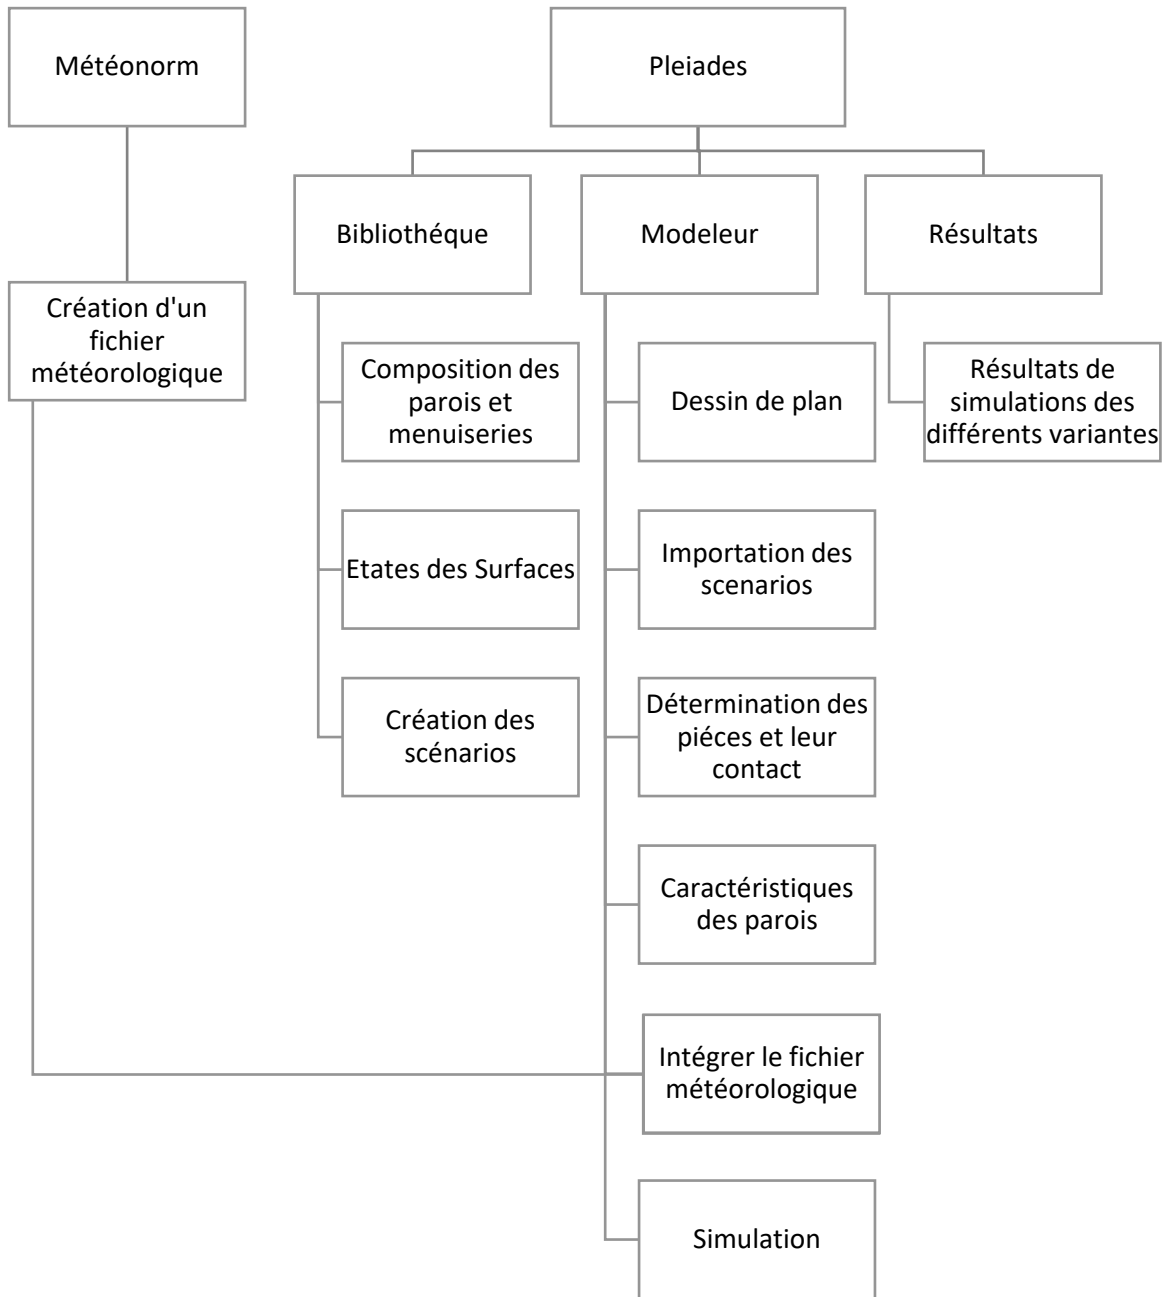 Météonorm
Pleiades
Bibliothéque
Modeleur
Résultats
Création d'un
fichier
météorologique
Composition des
parois et
menuiseries
Etates des Surfaces
Création des
scénarios
Dessin de plan
Importation des
scenarios
Détermination des
piéces et leur
contact
Caractéristiques
des parois
Intégrer le fichier
météorologique
Simulation
Résultats de
simulations des
différents variantes